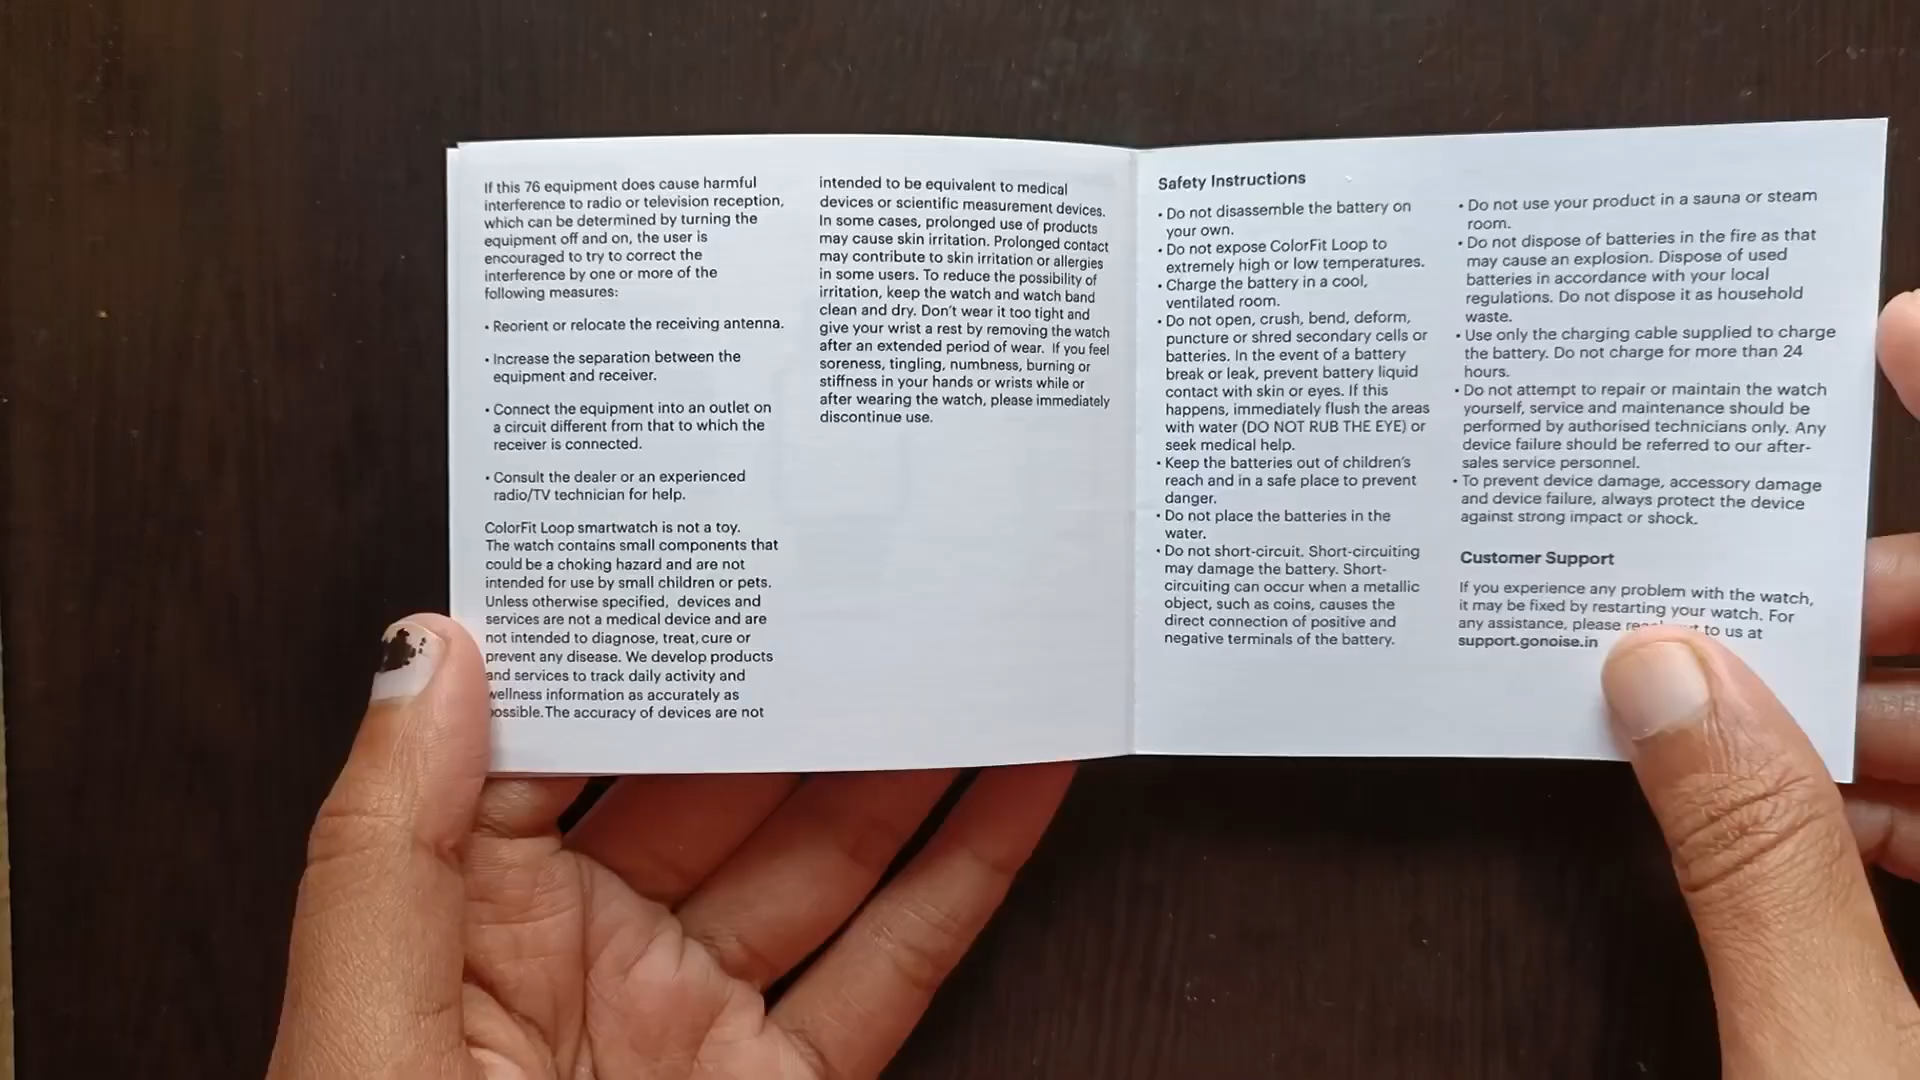 If this 76 equipment does cause harmful
interference to radio or television reception,
which can be determined by turning the
equipment off and on, the user is
encouraged to try to correct the
interference by one or more of the
following measures:
• Reorient or relocate the receiving antenna.
• Increase the separation between the
equipment and receiver.
• Connect the equipment into an outlet on
a circuit different from that to which the
receiver is connected.
• Consult the dealer or an experienced
radio/TV technician for help.
ColorFit Loop smartwatch is not a toy.
The watch contains small components that
could be a choking hazard and are not
intended for use by small children or pets.
Unless otherwise specified, devices and
services are not a medical device and are
not intended to diagnose, treat, cure or
prevent any disease. We develop products
and services to track daily activity and
wellness information as accurately as
possible. The accuracy of devices are not
intended to be equivalent to medical
devices or scientific measurement devices.
In some cases, prolonged use of products
may cause skin irritation. Prolonged contact
may contribute to skin irritation or allergies
in some users. To reduce the possibility of
irritation, keep the watch and watch band
clean and dry. Don't wear it too tight and
give your wrist a rest by removing the watch
after an extended period of wear. If you feel
soreness, tingling, numbness, burning or
stiffness in your hands or wrists while or
after wearing the watch, please immediately
discontinue use.
Safety Instructions
• Do not disassemble the battery on
your own.
• Do not expose ColorFit Loop to
extremely high or low temperatures.
• Charge the battery in a cool,
ventilated room.
• Do not open, crush, bend, deform,
puncture or shred secondary cells or
batteries. In the event of a battery
break or leak, prevent battery liquid
contact with skin or eyes. If this
happens, immediately flush the areas
with water (DO NOT RUB THE EYE) or
seek medical help.
• Keep the batteries out of children's
reach and in a safe place to prevent
danger.
• Do not place the batteries in the
water.
• Do not short-circuit. Short-circuiting
may damage the battery. Short-
circuiting can occur when a metallic
object, such as coins, causes the
direct connection of positive and
negative terminals of the battery.
• Do not use your product in a sauna or steam
room.
• Do not dispose of batteries in the fire as that
may cause an explosion. Dispose of used
batteries in accordance with your local
regulations. Do not dispose it as household
waste.
• Use only the charging cable supplied to charge
the battery. Do not charge for more than 24
hours.
• Do not attempt to repair or maintain the watch
yourself, service and maintenance should be
performed by authorised technicians only. Any
device failure should be referred to our after-
sales service personnel.
• To prevent device damage, accessory damage
and device failure, always protect the device
against strong impact or shock.
Customer Support
If you experience any problem with the watch,
it may be fixed by restarting your watch. For
any assistance, please to us at
support.gonoise.in